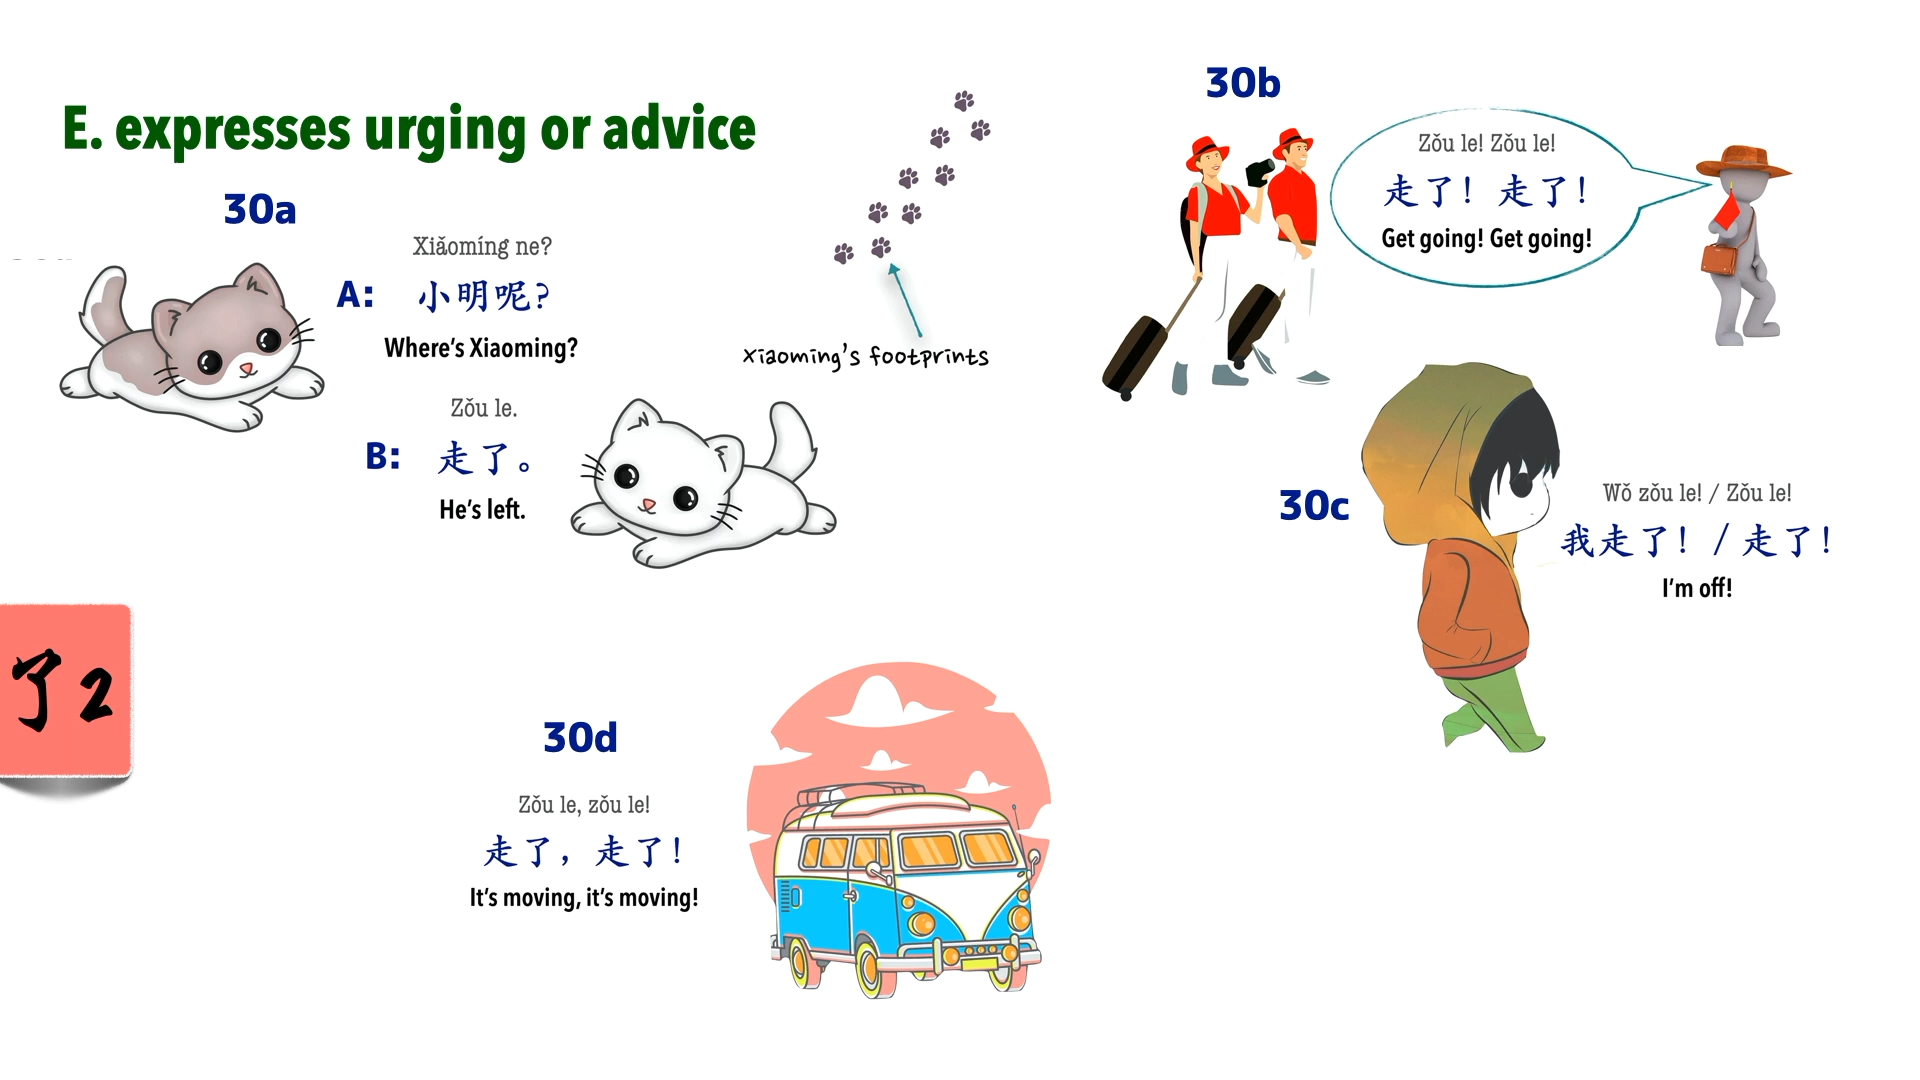 E. expresses urging or advice
30a
Xiǎomíng ne?
A: 小明呢?
Where's Xiaoming?
Zǒu le.
B: 走了。
He's left.
Xiaoming's footprints
30b
Zǒu le! Zǒu le!
走了! 走了!
Get going! Get going!
30c
Wǒ zǒu le! / Zǒu le!
我走了! / 走了!
I'm off!
了2
30d
Zǒu le, zǒu le!
走了，走了!
It's moving, it's moving!